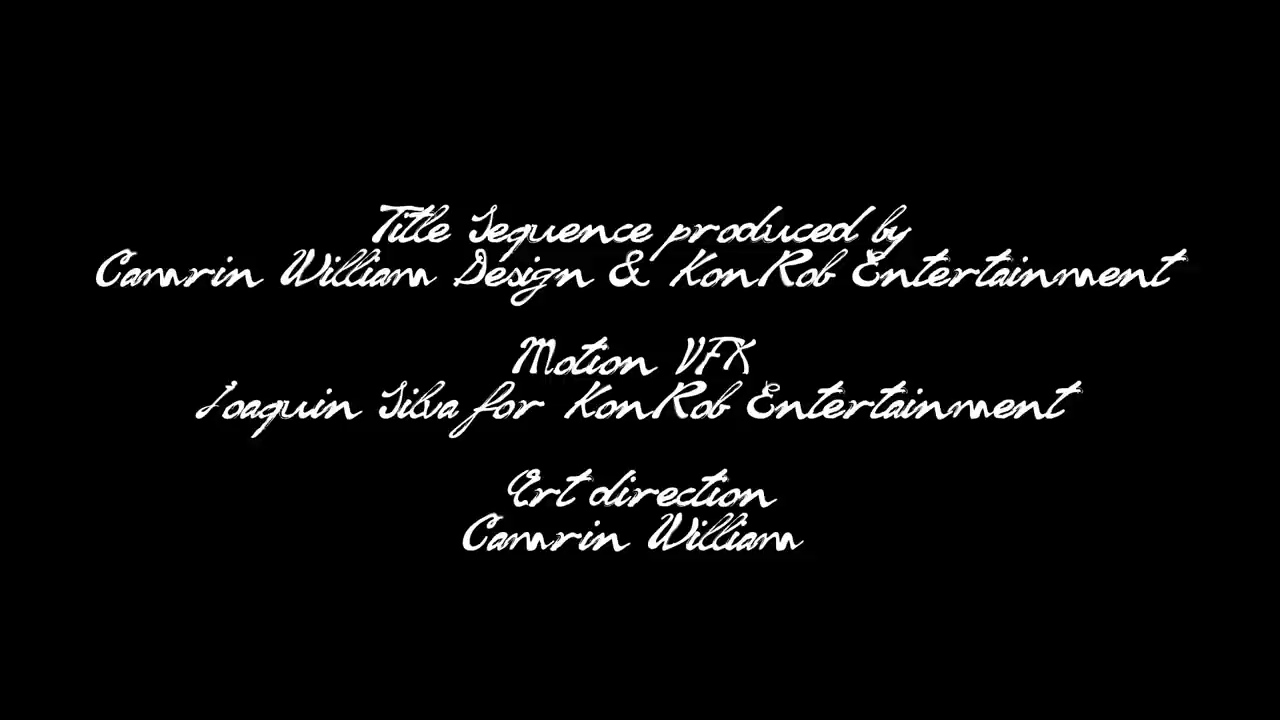 Title Sequence produced by
Camrin William Design & KonRob Entertainment
Motion VFX
Joaquin Silva for KonRob Entertainment
Art direction
Camrin William